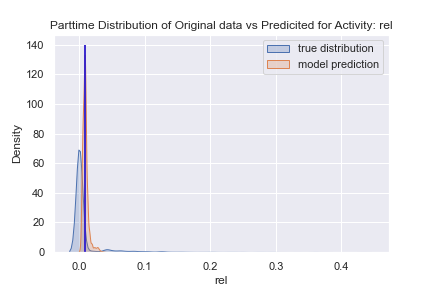 Parttime Distribution of Original data vs Predicited for Activity: rel
true distribution
model prediction
Density
140
120
100
80
60
40
20
0
0.0 0.1 0.2 0.3 0.4
rel